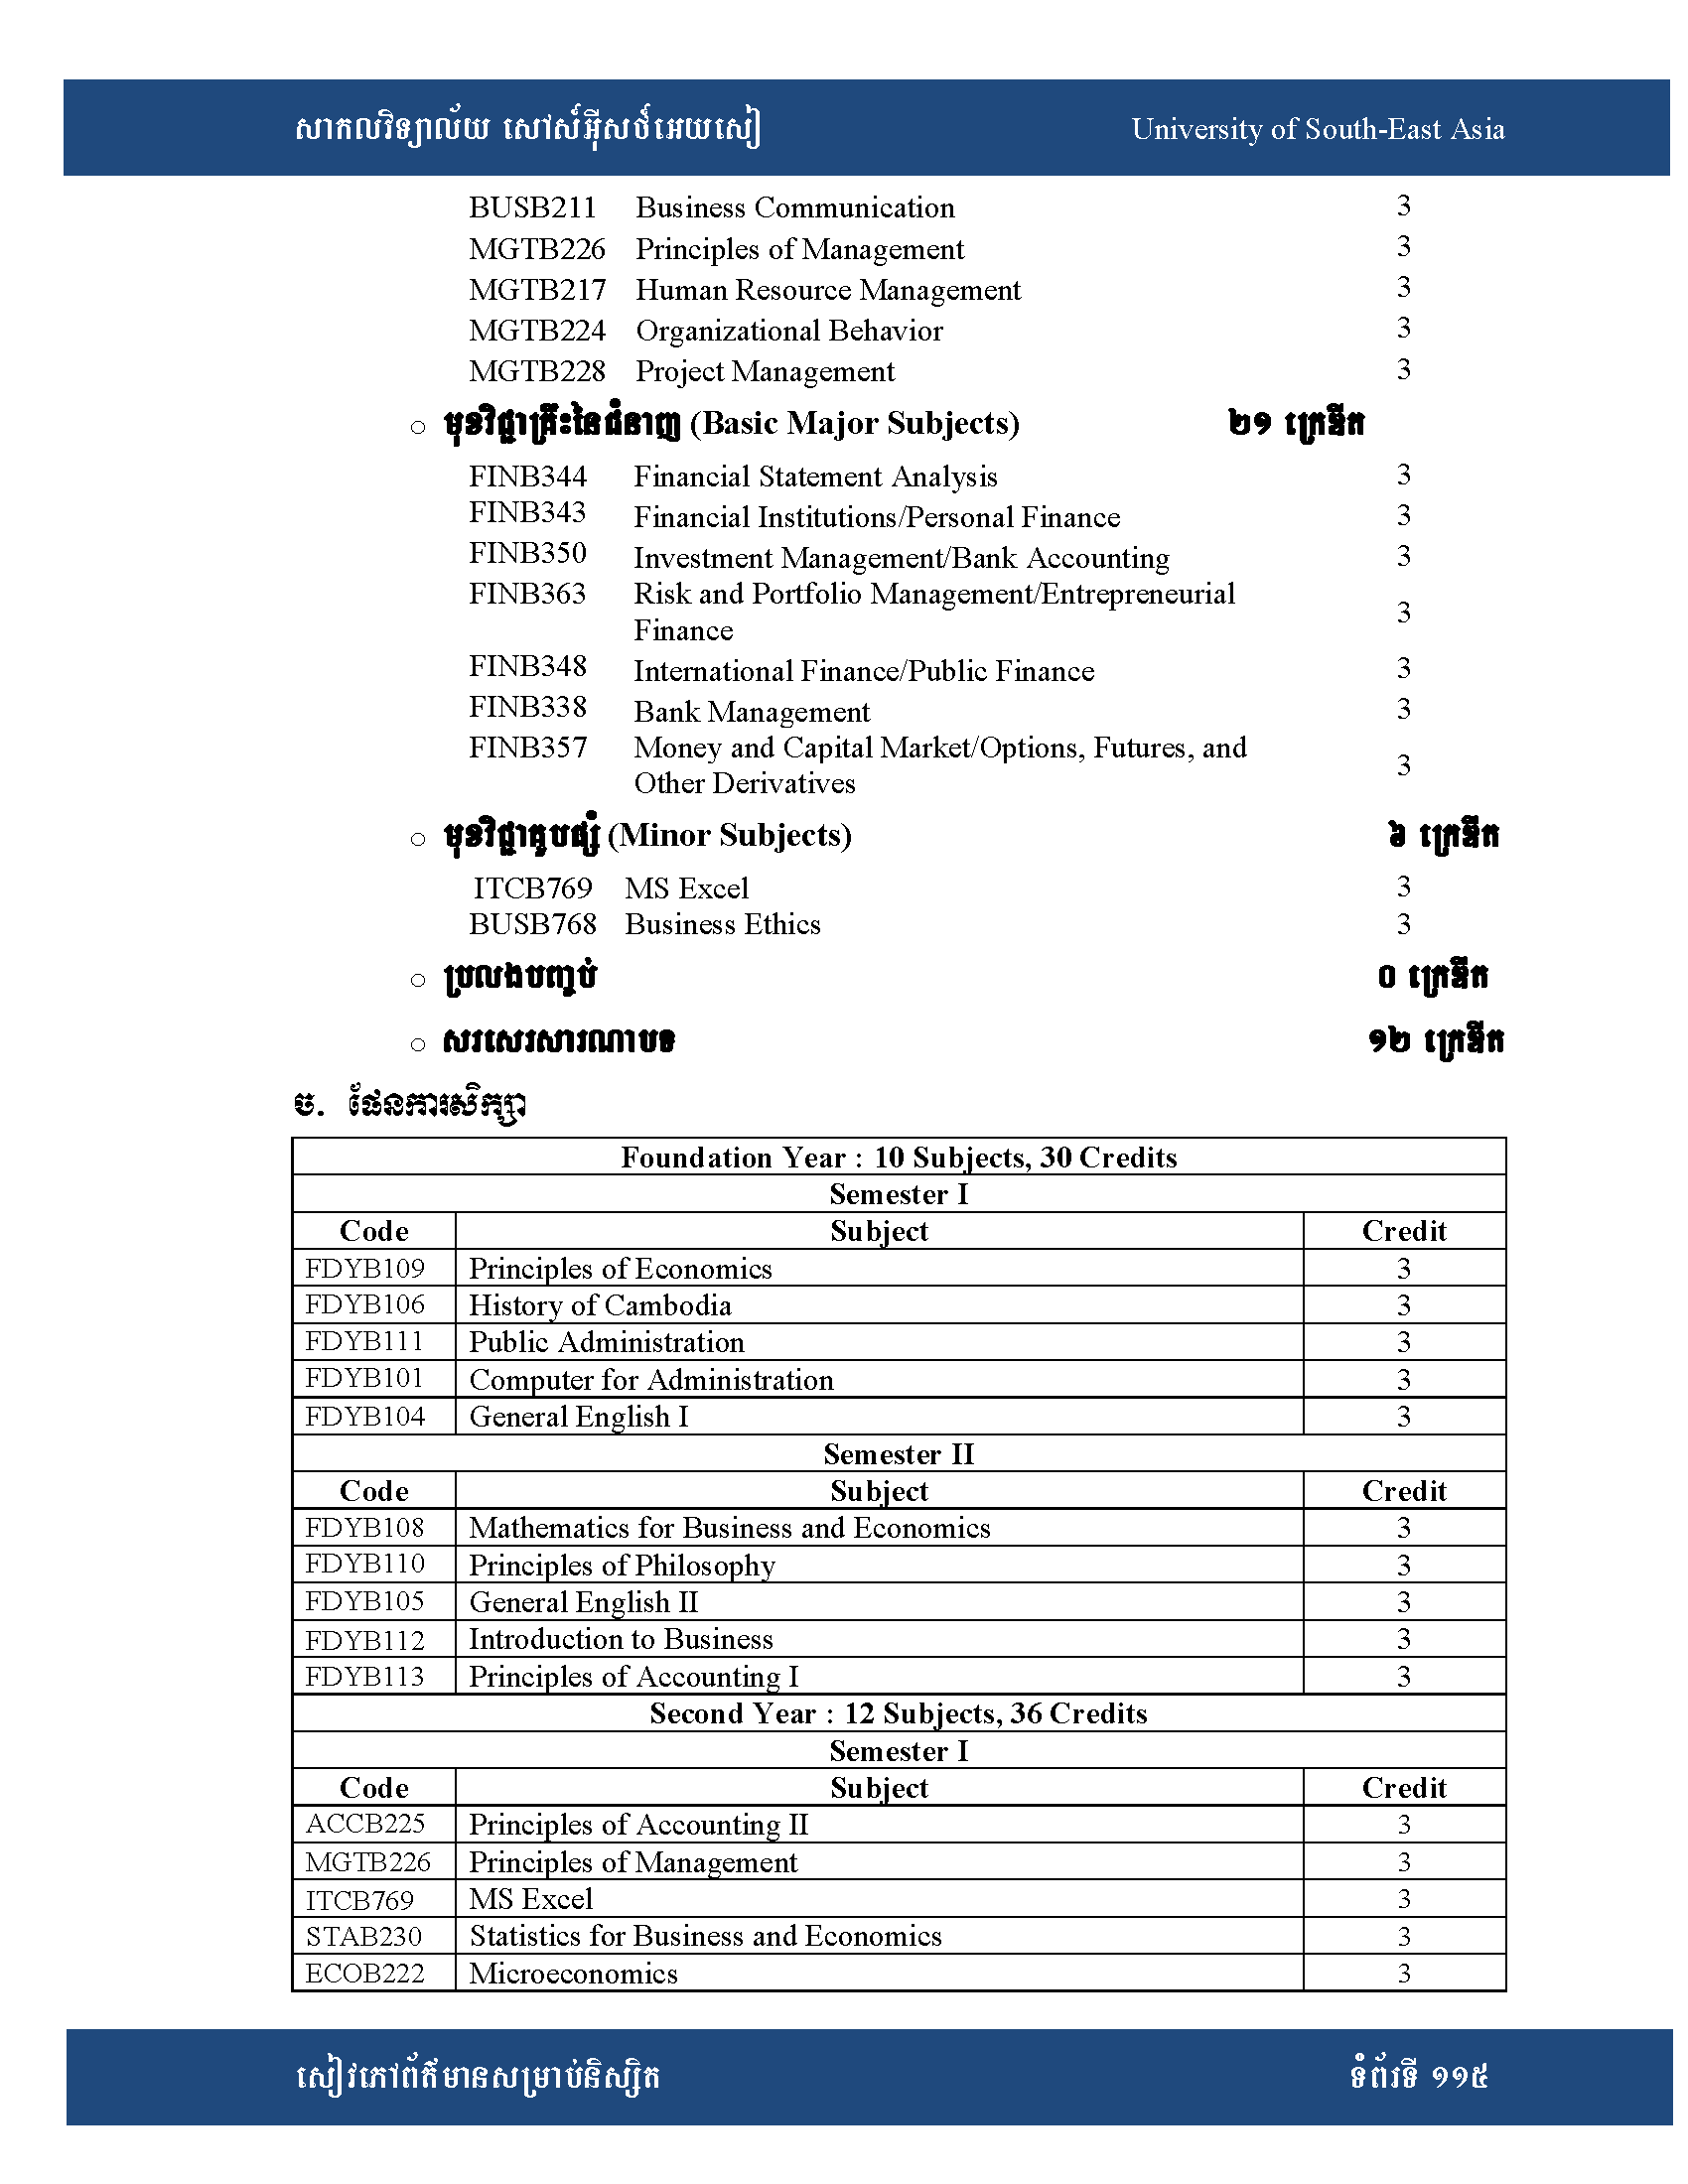 សាកលវិទ្យាល័យ សៅស៍អ៊ីសថ៍អេយសៀ University of South-East Asia
BUSB211 Business Communication 3
MGTB226 Principles of Management 3
MGTB217 Human Resource Management 3
MGTB224 Organizational Behavior 3
MGTB228 Project Management 3
○ មុខវិជ្ជាគ្រឹះនៃជំនាញ (Basic Major Subjects) ២១ ក្រេឌីត
FINB344 Financial Statement Analysis 3
FINB343 Financial Institutions/Personal Finance 3
FINB350 Investment Management/Bank Accounting 3
FINB363 Risk and Portfolio Management/Entrepreneurial
Finance 3
FINB348 International Finance/Public Finance 3
FINB338 Bank Management 3
FINB357 Money and Capital Market/Options, Futures, and
Other Derivatives 3
○ មុខវិជ្ជាគួបផ្សំ (Minor Subjects) ៦ ក្រេឌីត
ITCB769 MS Excel 3
BUSB768 Business Ethics 3
○ ប្រលងបញ្ចប់ ០ ក្រេឌីត
○ សរសេរសារណាបទ ១២ ក្រេឌីត
ច. ផែនការសិក្សា
Foundation Year : 10 Subjects, 30 Credits
Semester I
Code Subject Credit
FDYB109 Principles of Economics 3
FDYB106 History of Cambodia 3
FDYB111 Public Administration 3
FDYB101 Computer for Administration 3
FDYB104 General English I 3
Semester II
Code Subject Credit
FDYB108 Mathematics for Business and Economics 3
FDYB110 Principles of Philosophy 3
FDYB105 General English II 3
FDYB112 Introduction to Business 3
FDYB113 Principles of Accounting I 3
Second Year : 12 Subjects, 36 Credits
Semester I
Code Subject Credit
ACCB225 Principles of Accounting II 3
MGTB226 Principles of Management 3
ITCB769 MS Excel 3
STAB230 Statistics for Business and Economics 3
ECOB222 Microeconomics 3
សៀវភៅព័ត៌មានសម្រាប់និស្សិត ទំព័រទី ១១៥